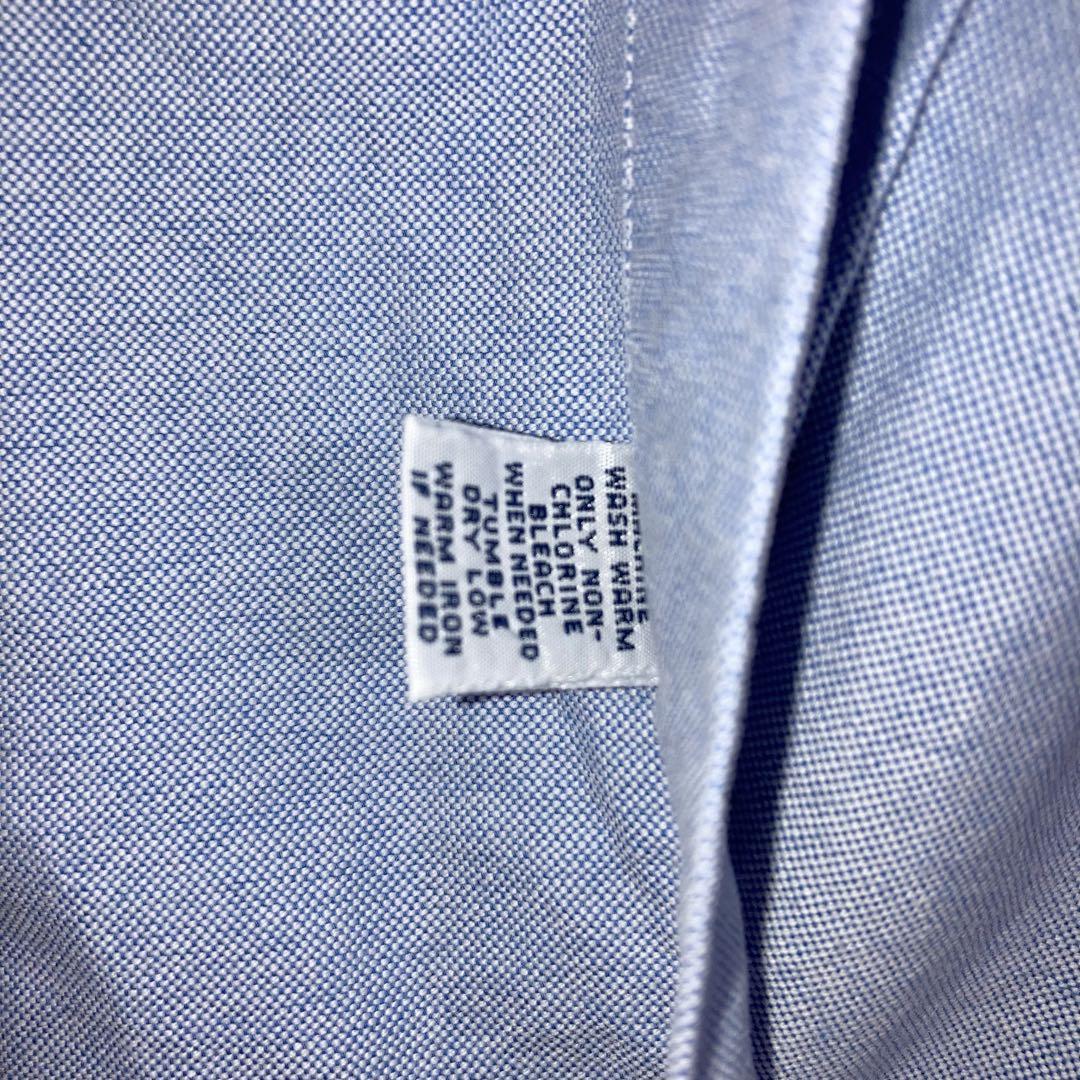 WASH WARM
ONLY NON-
CHLORINE
BLEACH
WHEN NEEDED
TUMBLE
DRY LOW
WARM IRON
IF NEEDED